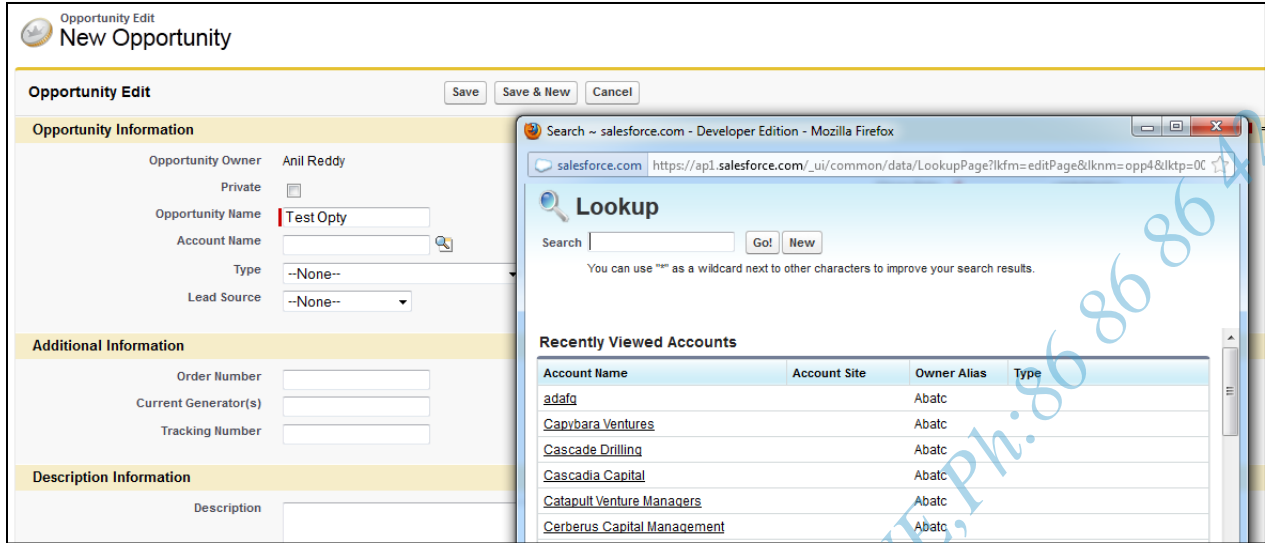 Opportunity Edit
New Opportunity
Opportunity Edit
Save
Save & New
Cancel
Opportunity Information
Opportunity Owner Anil Reddy
Private
Opportunity Name Test Opty
Account Name
Type --None--
Lead Source --None--
Additional Information
Order Number
Current Generator(s)
Tracking Number
Description Information
Description
Search ~ salesforce.com - Developer Edition - Mozilla Firefox
salesforce.com https://ap1.salesforce.com/_ui/common/data/LookupPage?lkfm=editPage&lknm=opp4&lktp=00
Lookup
Search
Go!
New
You can use "*" as a wildcard next to other characters to improve your search results.
Recently Viewed Accounts
Account Name Account Site Owner Alias Type
adafg Abatc
Capybara Ventures Abatc
Cascade Drilling Abatc
Cascadia Capital Abatc
Catapult Venture Managers Abatc
Cerberus Capital Management Abatc
Ph:86 86 86 42